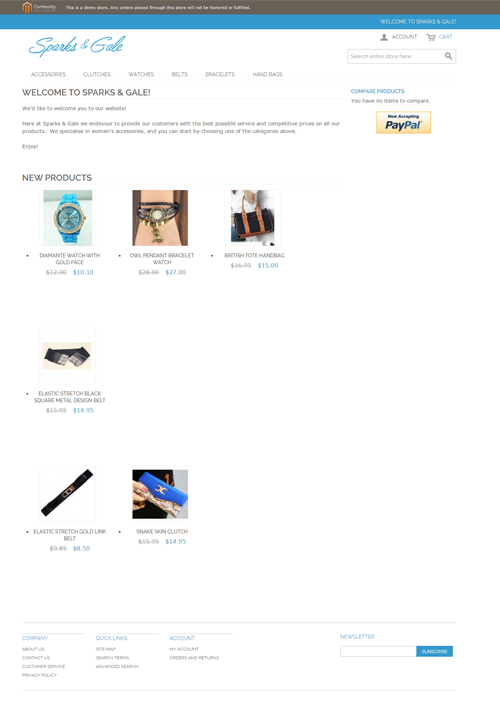 Community
This is a demo store. Any orders placed through this store will not be honored or fulfilled.
WELCOME TO SPARKS & GALE!
Sparks & Gale
ACCOUNT
CART
Search entire store here.
ACCESSORIES CLUTCHES WATCHES BELTS BRACELETS HAND BAGS
WELCOME TO SPARKS & GALE!
We'd like to welcome you to our website!
Here at Sparks & Gale we endevour to provide our customers with the best possible service and competitive prices on all our
products. We specialise in women's accessories, and you can start by choosing one of the categories above.
Enjoy!
COMPARE PRODUCTS
You have no items to compare.
Now Accepting
PayPal
NEW PRODUCTS
DIAMANTE WATCH WITH
GOLD FACE
$12.00 $10.10
OWL PENDANT BRACELET
WATCH
$28.00 $27.00
BRITISH TOTE HANDBAG
$16.95 $15.00
ELASTIC STRETCH BLACK
SQUARE METAL DESIGN BELT
$15.95 $14.95
ELASTIC STRETCH GOLD LINK
BELT
$9.85 $8.50
SNAKE SKIN CLUTCH
$15.95 $14.95
COMPANY
ABOUT US
CONTACT US
CUSTOMER SERVICE
PRIVACY POLICY
QUICK LINKS
SITE MAP
SEARCH TERMS
ADVANCED SEARCH
ACCOUNT
MY ACCOUNT
ORDERS AND RETURNS
NEWSLETTER
SUBSCRIBE